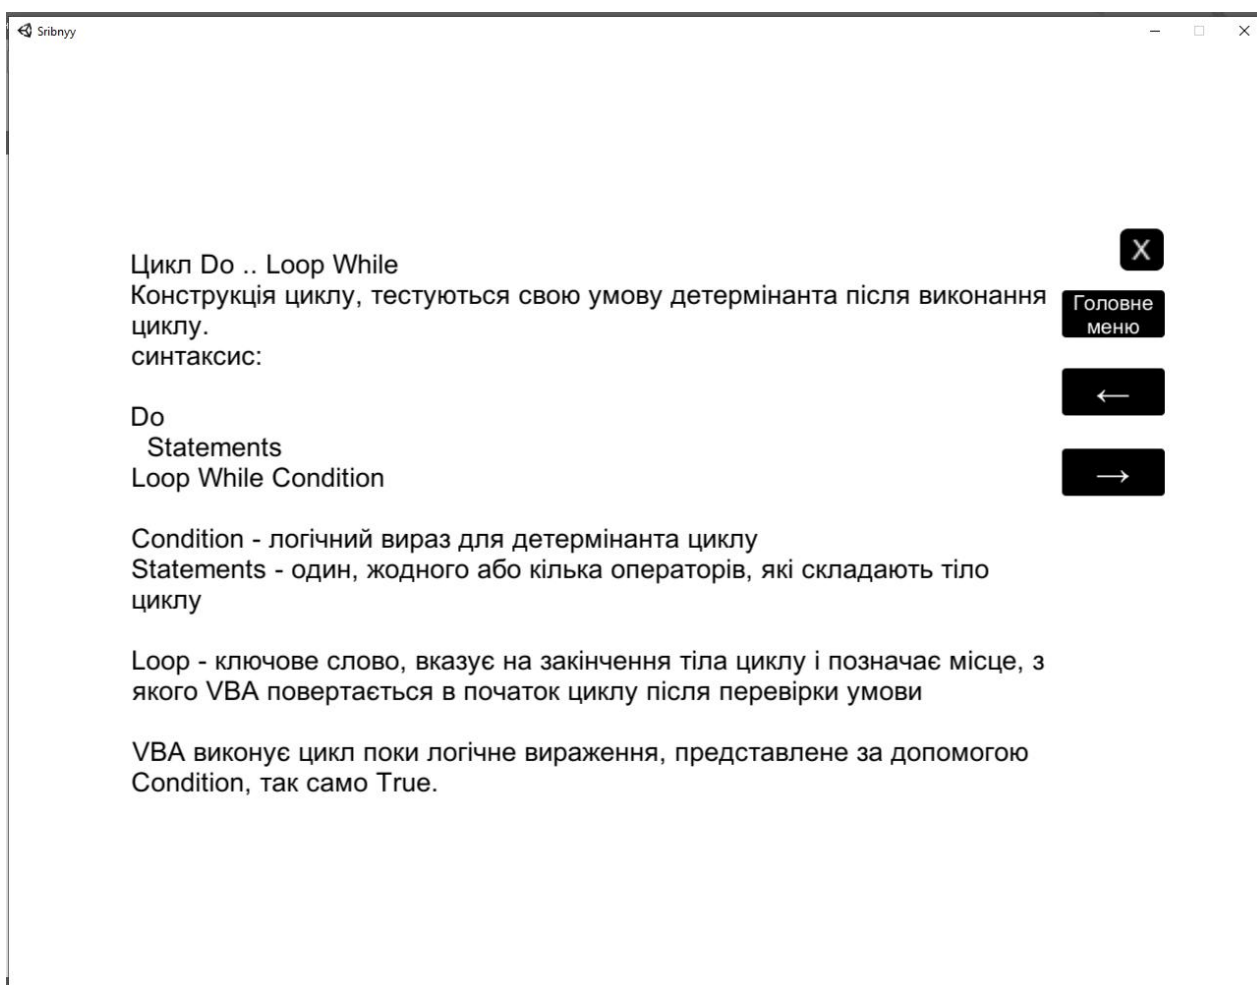 Sribnyy
Цикл Do .. Loop While
Конструкція циклу, тестуються свою умову детермінанта після виконання
циклу.
синтаксис:
Do
Statements
Loop While Condition
Condition - логічний вираз для детермінанта циклу
Statements - один, жодного або кілька операторів, які складають тіло
циклу
Loop - ключове слово, вказує на закінчення тіла циклу і позначає місце, з
якого VBA повертається в початок циклу після перевірки умови
VBA виконує цикл поки логічне вираження, представлене за допомогою
Condition, так само True.
X
Головне
меню
←
→